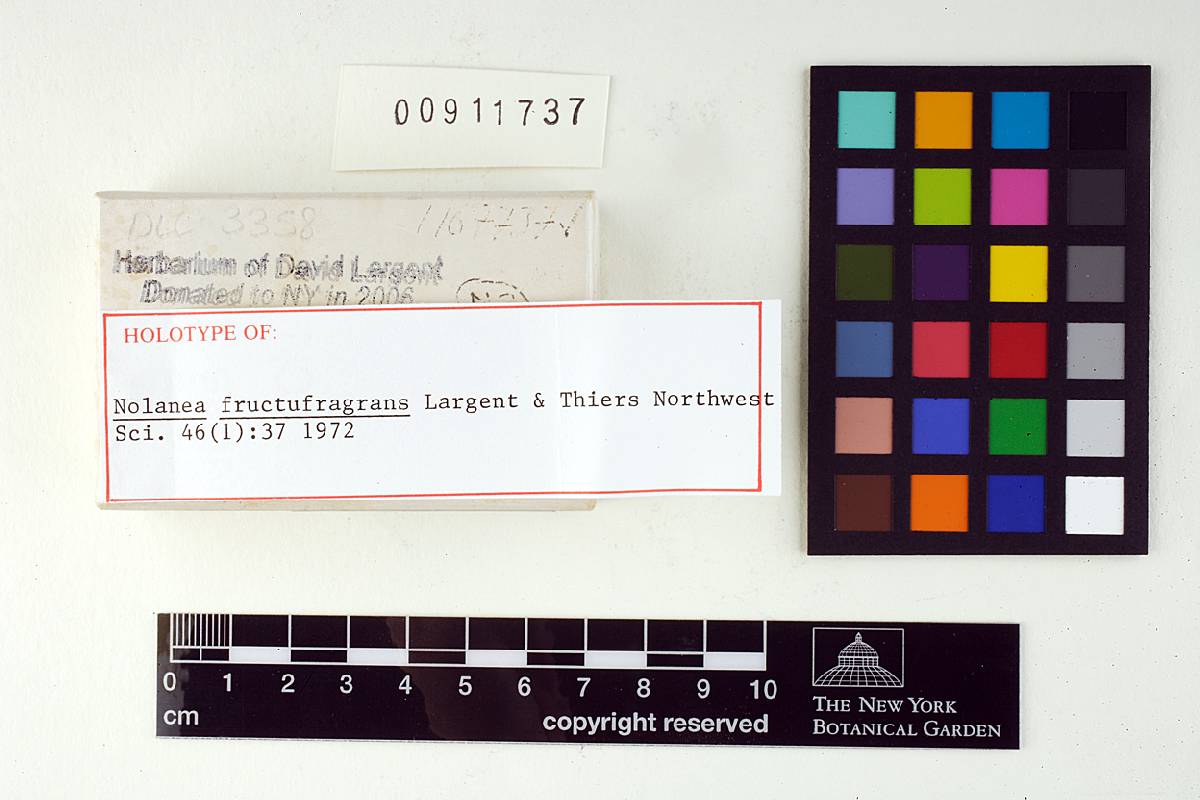 00911737
DLL 3358
Herbarium of David Largent
Donated to NY in 2006
HOLOTYPE OF:
Nolanea fructufragrans Largent & Thiers Northwest
Sci. 46(1):37 1972
0 1 2 3 4 5 6 7 8 9 10
cm
copyright reserved
THE NEW YORK
BOTANICAL GARDEN